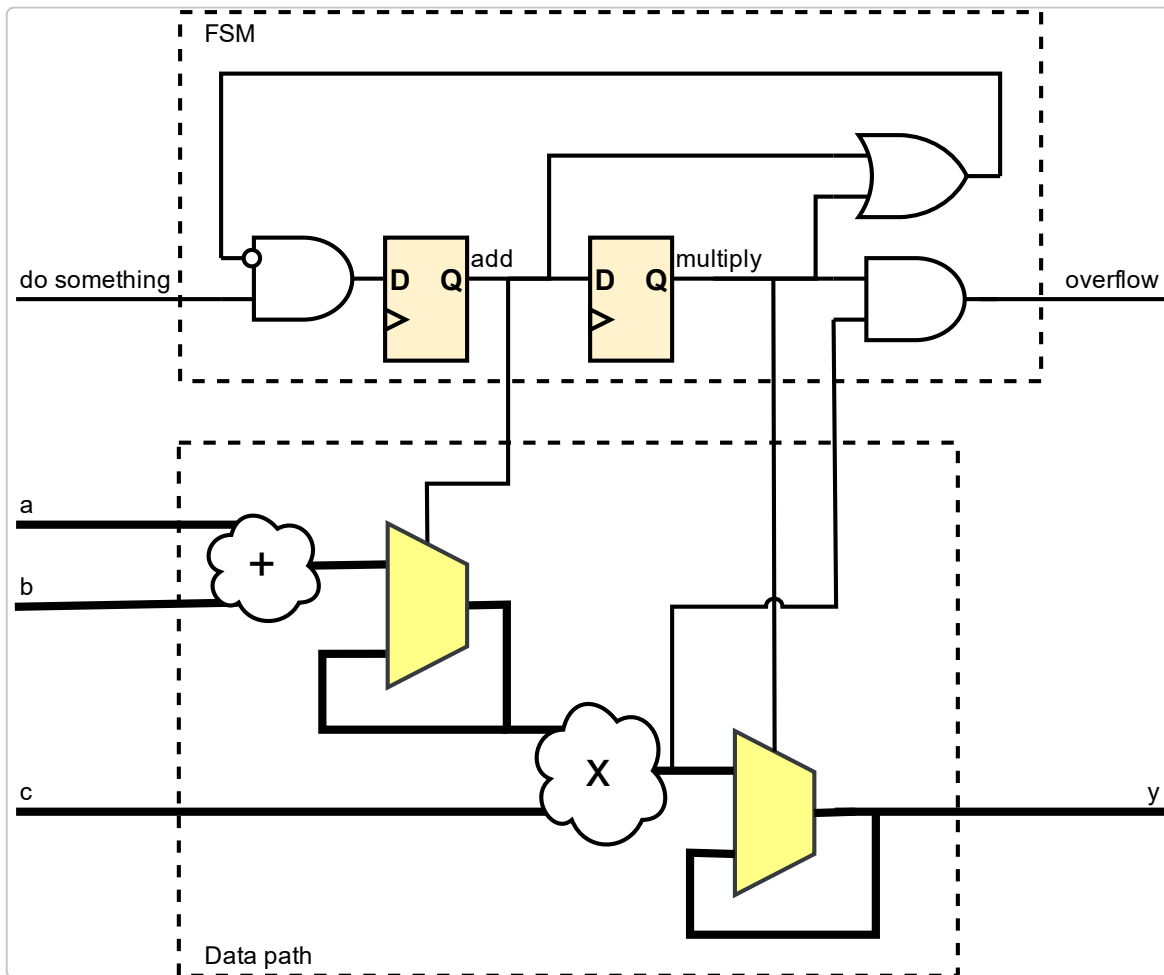 FSM
do something
D Q
add
D Q
multiply
overflow
a
+
b
X
c
y
Data path